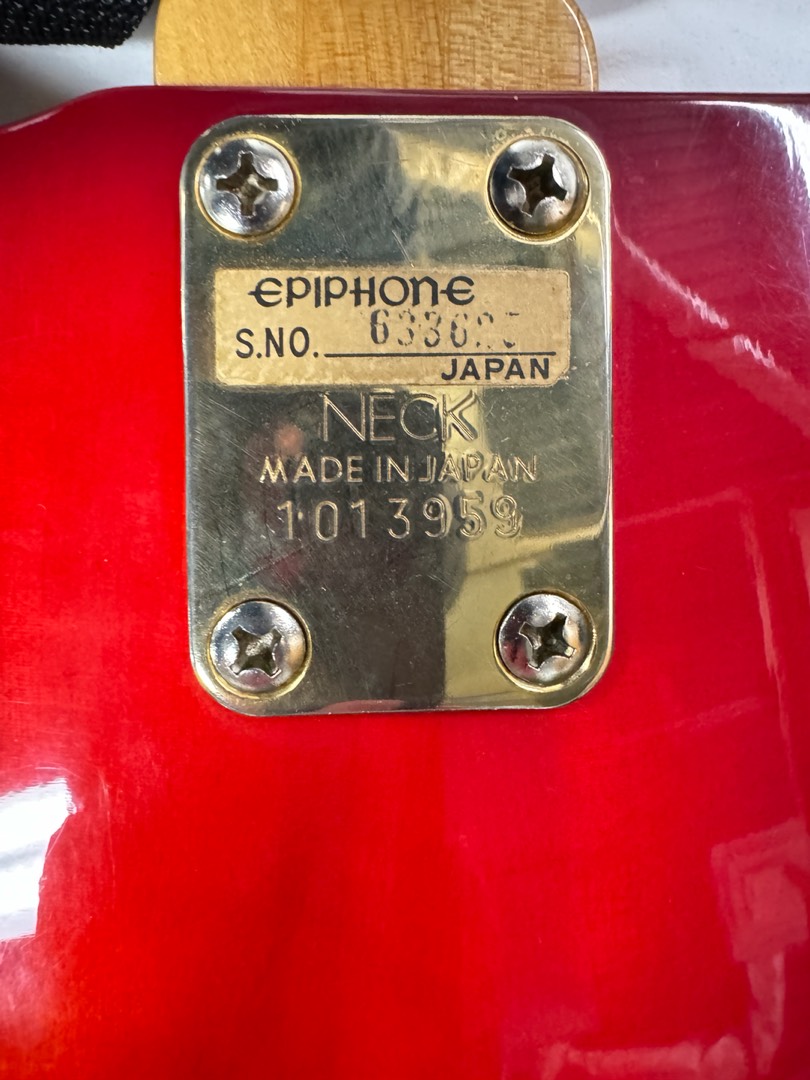 EPIPHONE
S.NO.
JAPAN
NECK
MADE IN JAPAN
1013959